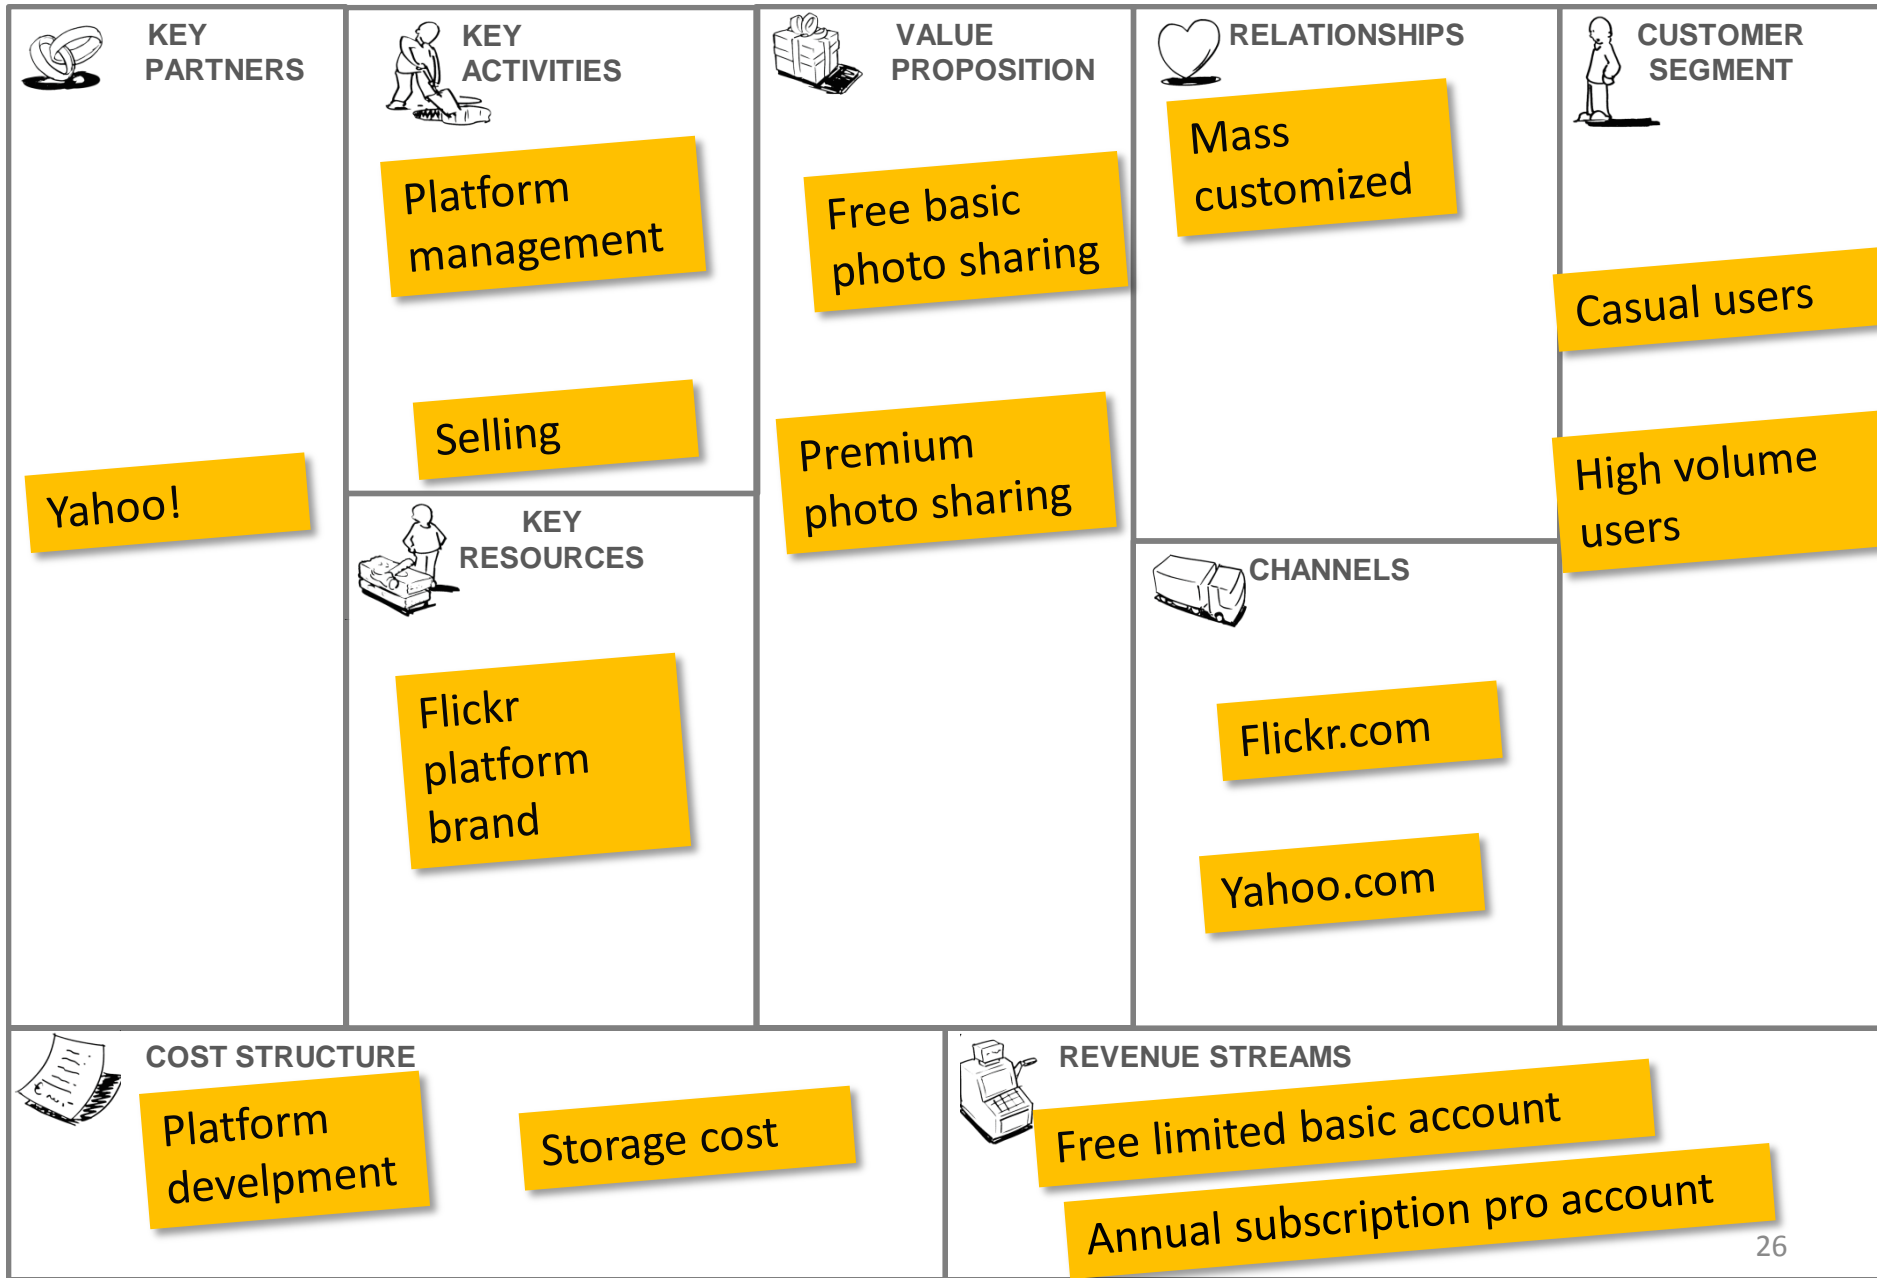 KEY
PARTNERS
Yahoo!
KEY
ACTIVITIES
Platform
management
Selling
KEY
RESOURCES
Flickr
platform
brand
VALUE
PROPOSITION
Free basic
photo sharing
Premium
photo sharing
RELATIONSHIPS
Mass
customized
CHANNELS
Flickr.com
Yahoo.com
CUSTOMER
SEGMENT
Casual users
High volume
users
COST STRUCTURE
Platform
develpment
Storage cost
REVENUE STREAMS
Free limited basic account
Annual subscription pro account
26